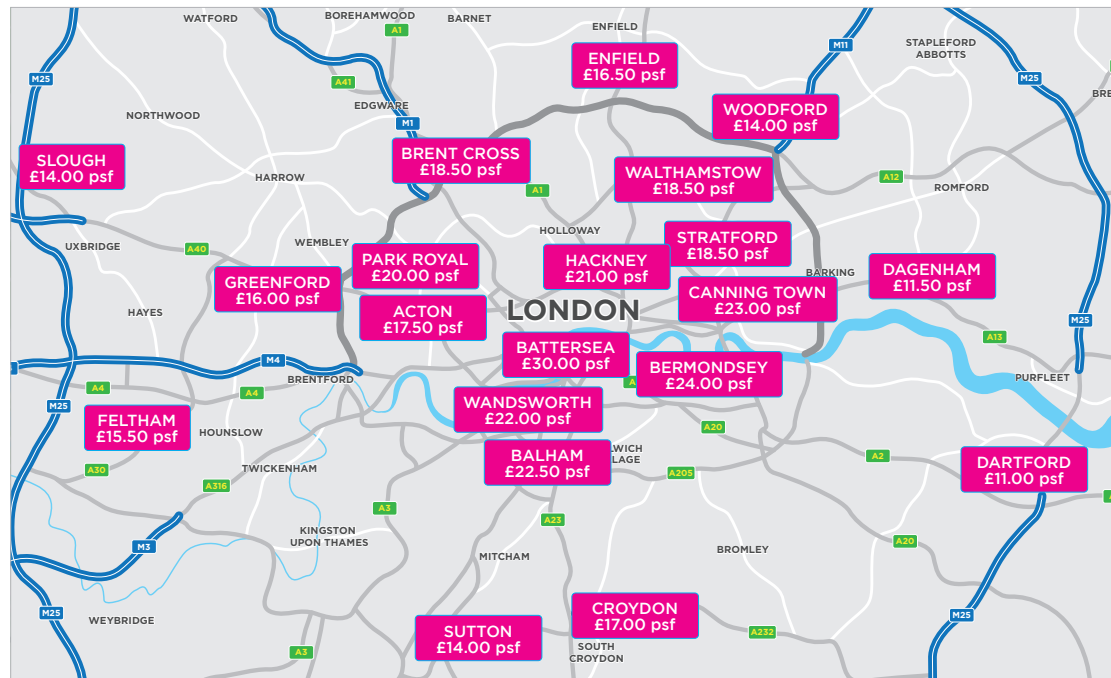 WATFORD
BOREHAMWOOD
BARNET
ENFIELD
A1
M11
STAPLEFORD
ABBOTTS
M25
A41
ENFIELD
£16.50 psf
M25
EDGWARE
M1
NORTHWOOD
WOODFORD
£14.00 psf
SLOUGH
£14.00 psf
BRENT CROSS
£18.50 psf
WALTHAMSTOW
£18.50 psf
HARROW
A1
A12
ROMFORD
UXBRIDGE
A40
WEMBLEY
HOLLOWAY
STRATFORD
£18.50 psf
PARK ROYAL
£20.00 psf
HACKNEY
£21.00 psf
BARKING
DAGENHAM
£11.50 psf
GREENFORD
£16.00 psf
CANNING TOWN
£23.00 psf
HAYES
ACTON
£17.50 psf
LONDON
M25
A13
BATTERSEA
£30.00 psf
M4
BRENTFORD
BERMONDSEY
£24.00 psf
PURFLEET
A4
A4
M25
WANDSWORTH
£22.00 psf
FELTHAM
£15.50 psf
HOUNSLOW
A20
BALHAM
£22.50 psf
A2
DARTFORD
£11.00 psf
A30
TWICKENHAM
A205
A316
A3
A23
KINGSTON
UPON THAMES
A20
M3
MITCHAM
BROMLEY
M25
WEYBRIDGE
M25
CROYDON
£17.00 psf
SUTTON
£14.00 psf
A232
A3
SOUTH
CROYDON